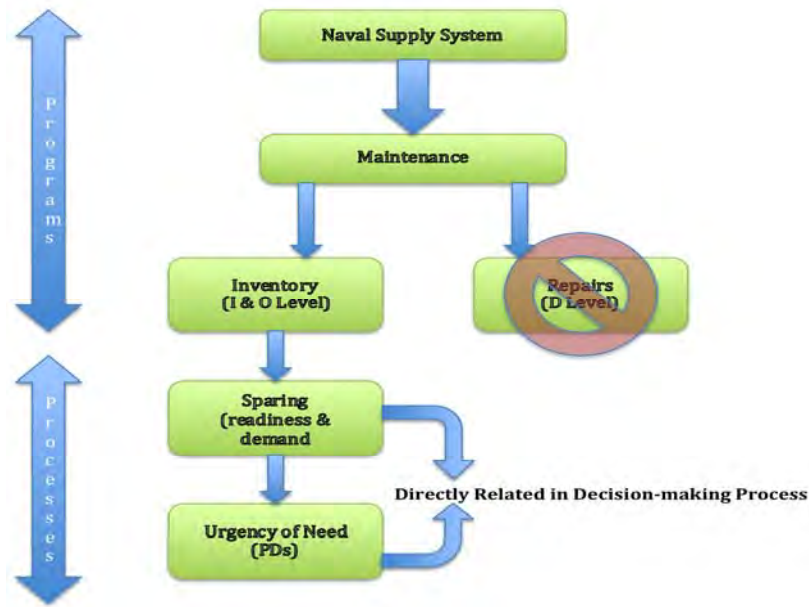 Naval Supply System
Programs
Maintenance
Inventory
(I & O Level)
Repairs
(D Level)
Processes
Sparing
(readiness &
demand
Directly Related in Decision-making Process
Urgency of Need
(PDs)